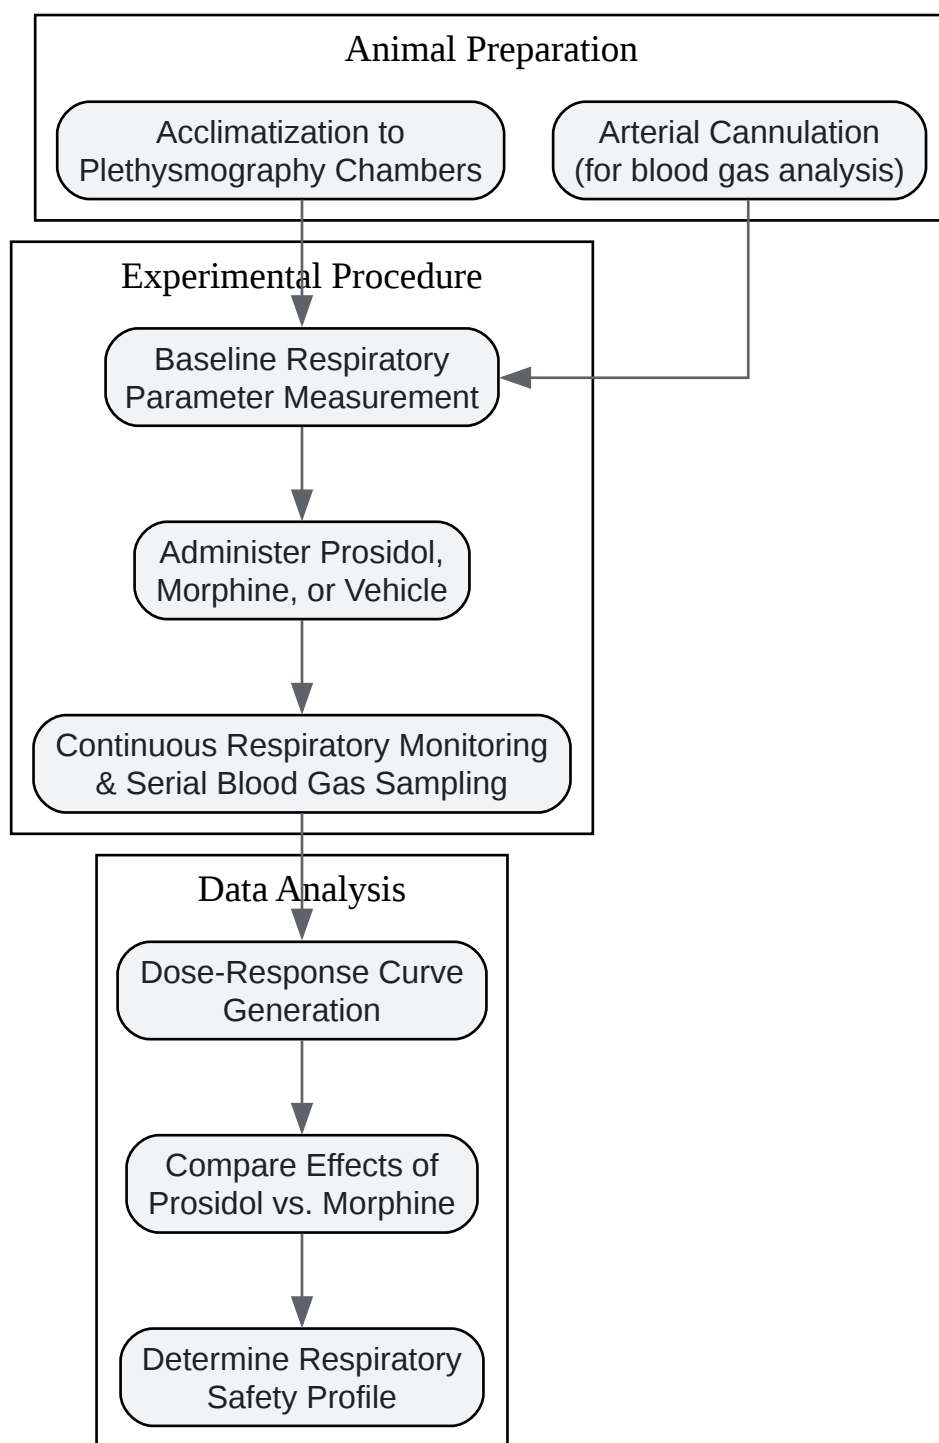 Animal Preparation
Acclimatization to
Plethysmography Chambers
Arterial Cannulation
(for blood gas analysis)
Experimental Procedure
Baseline Respiratory
Parameter Measurement
Administer Prosidol,
Morphine, or Vehicle
Continuous Respiratory Monitoring
& Serial Blood Gas Sampling
Data Analysis
Dose-Response Curve
Generation
Compare Effects of
Prosidol vs. Morphine
Determine Respiratory
Safety Profile